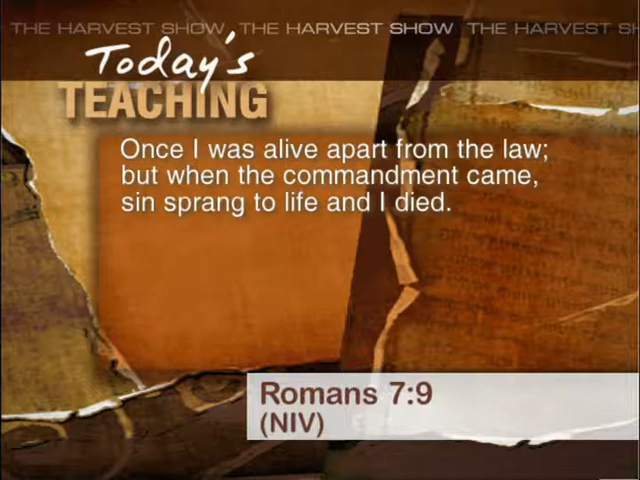 THE HARVEST SHOW THE HARVEST SHOW THE HARVEST SH
Today's
TEACHING
Once I was alive apart from the law;
but when the commandment came,
sin sprang to life and I died.
Romans 7:9
(NIV)